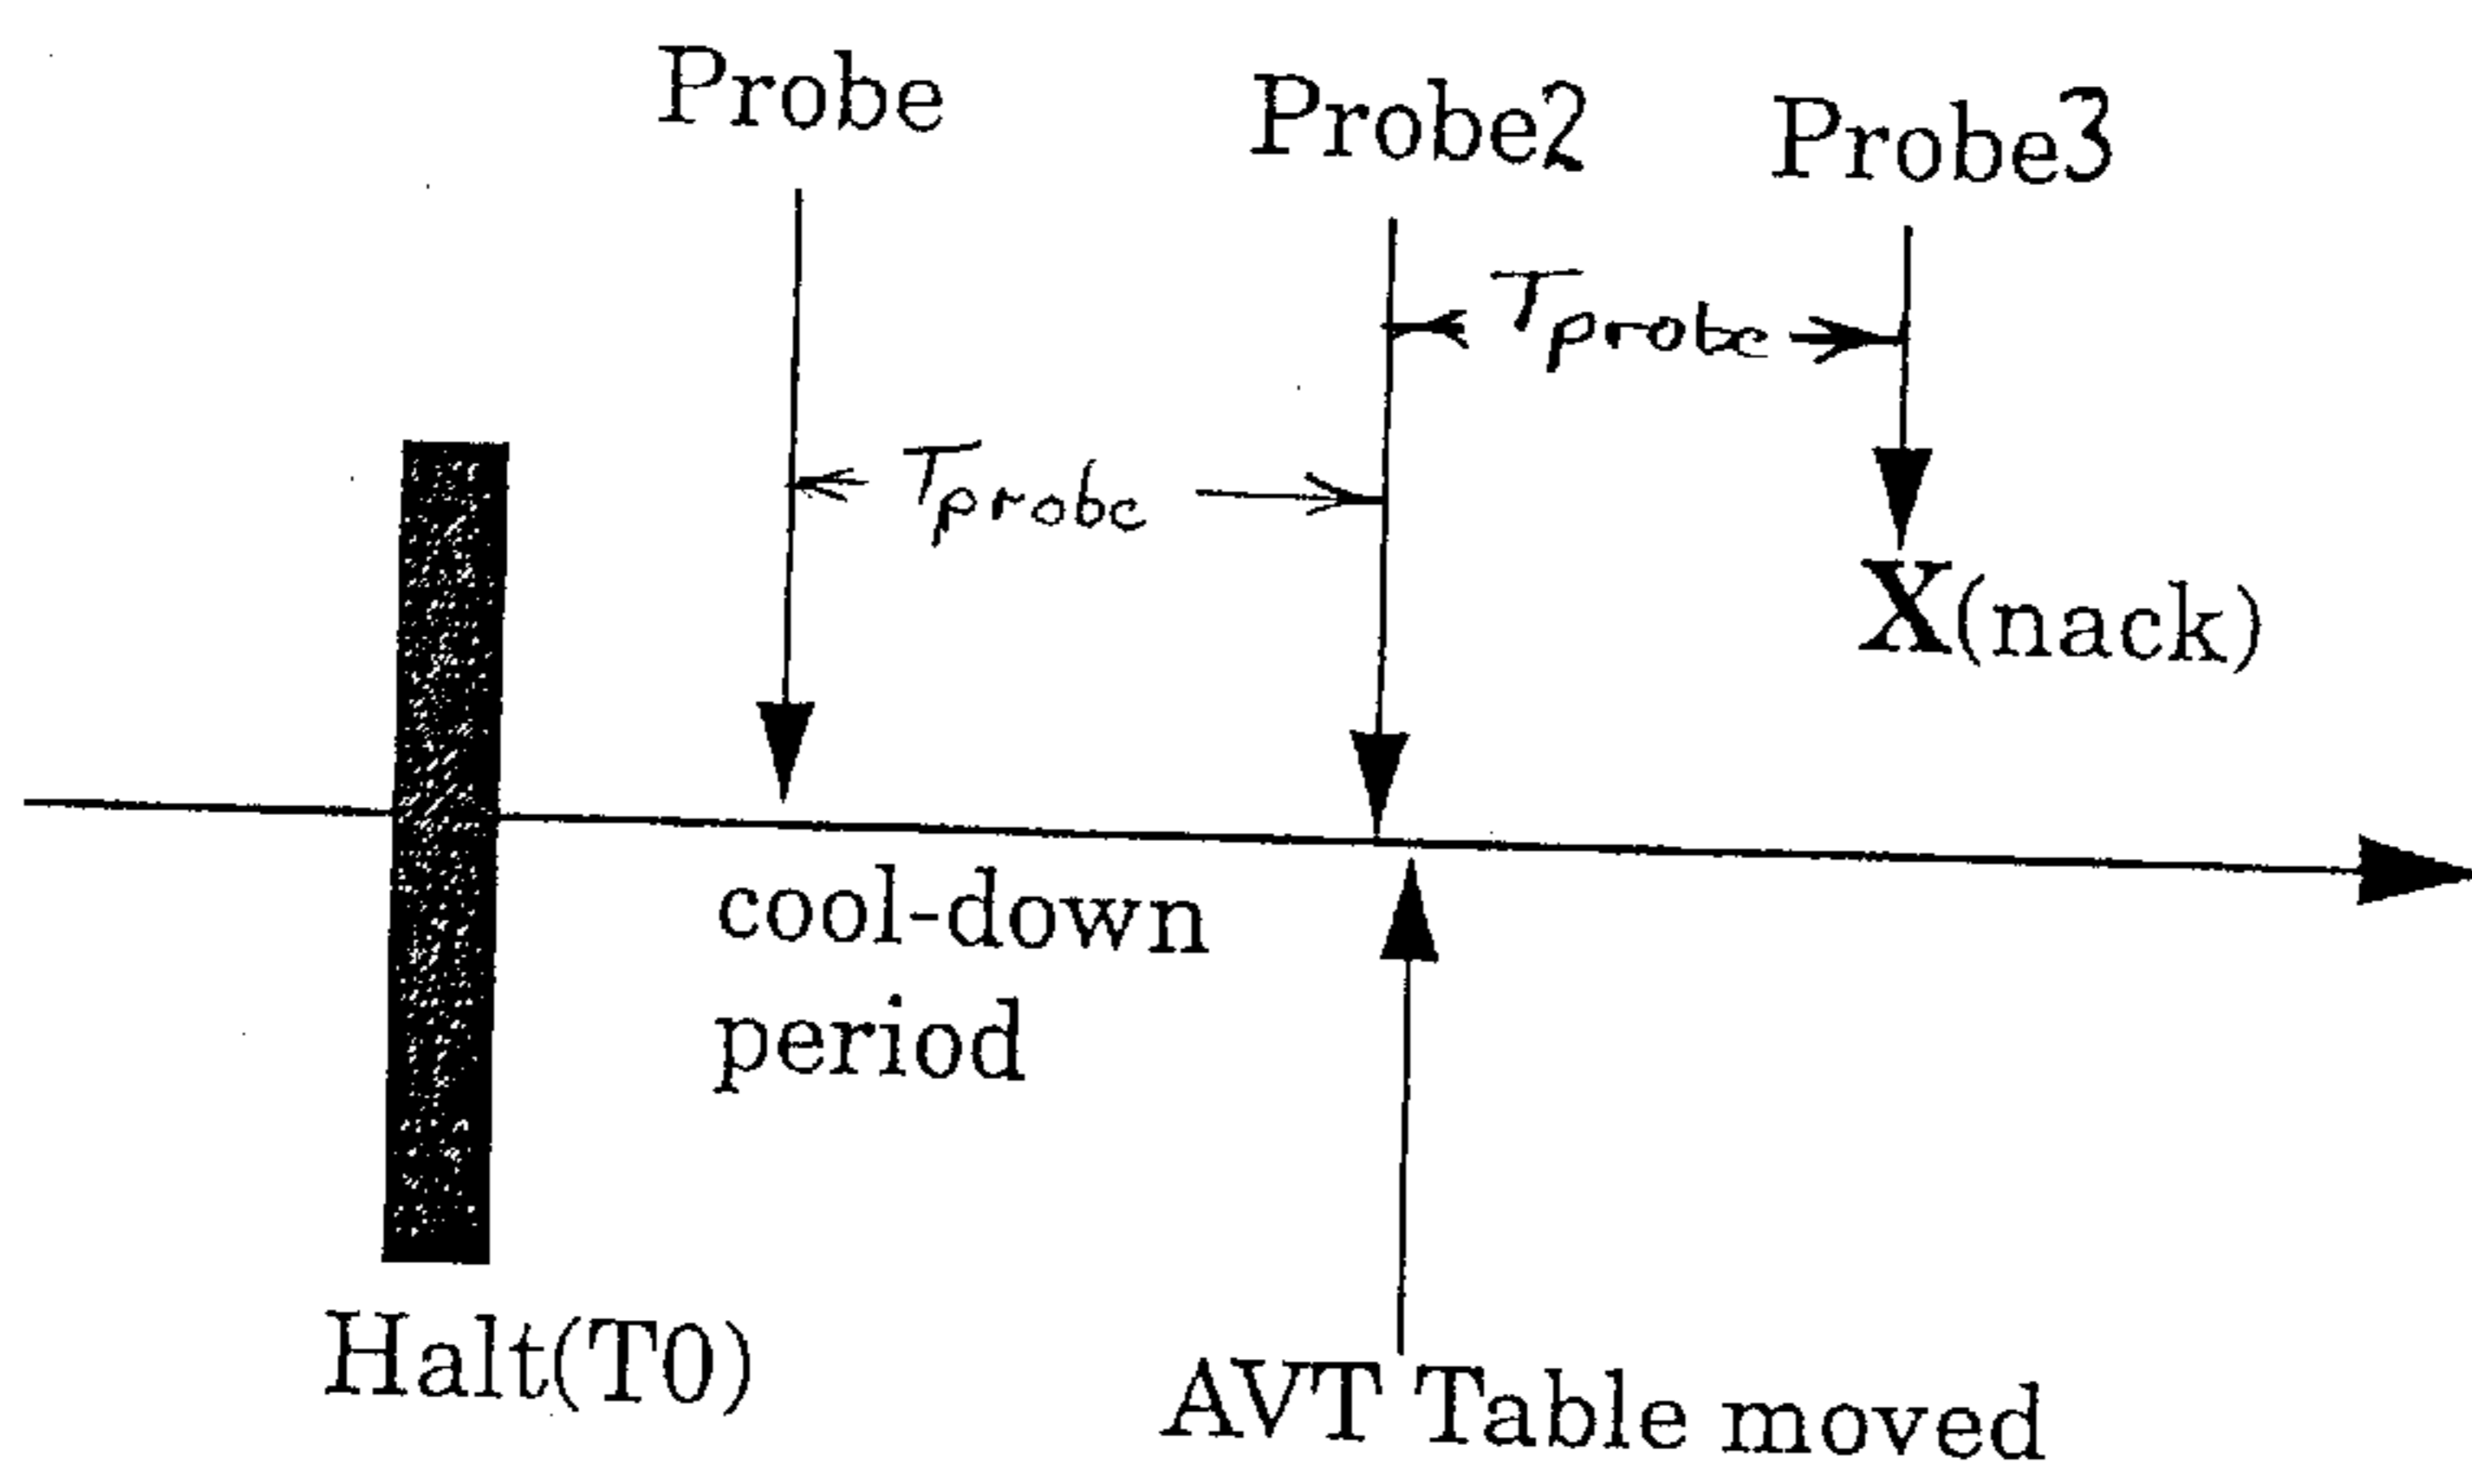 Probe
Probe2
Probe3
Tprobe
Tprobe
X(nack)
cool-down
period
Halt(T0)
AVT Table moved